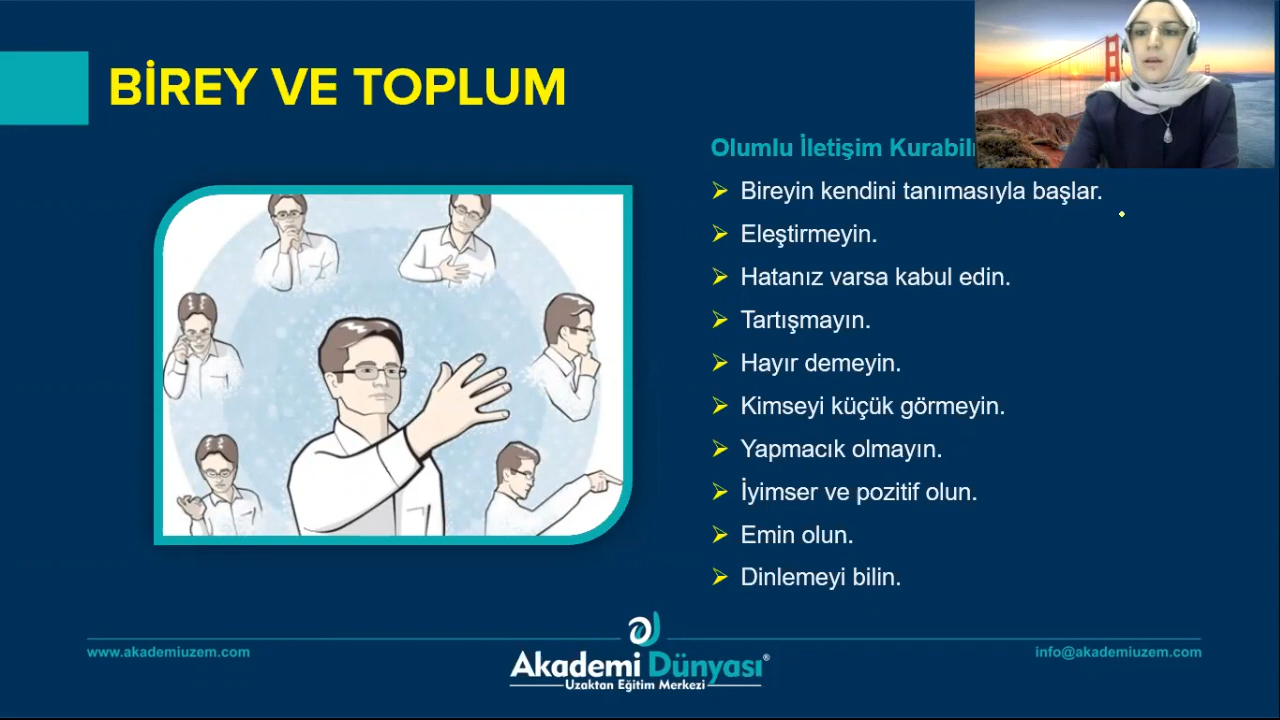 BİREY VE TOPLUM
Olumlu İletişim
Bireyin kendini tanımasıyla başlar.
Eleştirmeyin.
Hatanız varsa kabul edin.
Tartışmayın.
Hayır demeyin.
Kimseyi küçük görmeyin.
Yapmacık olmayın.
İyimser ve pozitif olun.
Emin olun.
Dinlemeyi bilin.
www.akademiuzem.com
Akademi Dünyası®
Uzaktan Eğitim Merkezi
info@akademiuzem.com